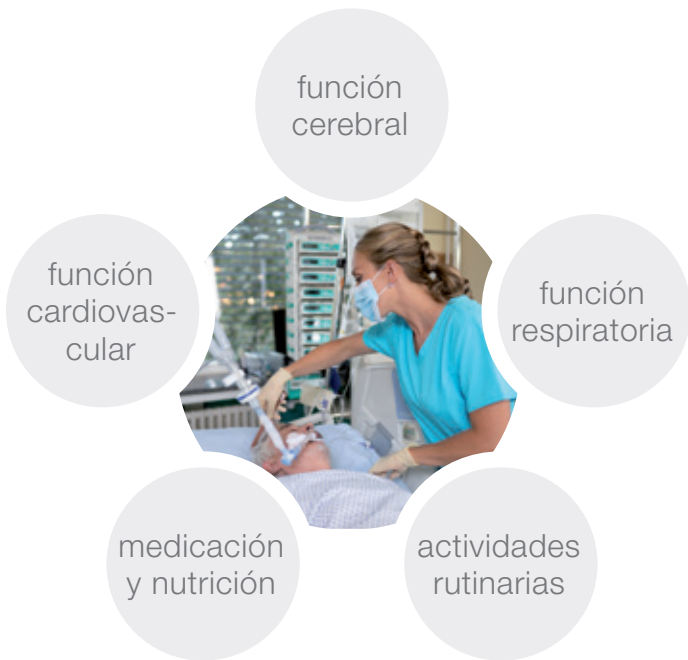 función
cerebral
función
cardiovas-
cular
función
respiratoria
medicación
y nutrición
actividades
rutinarias